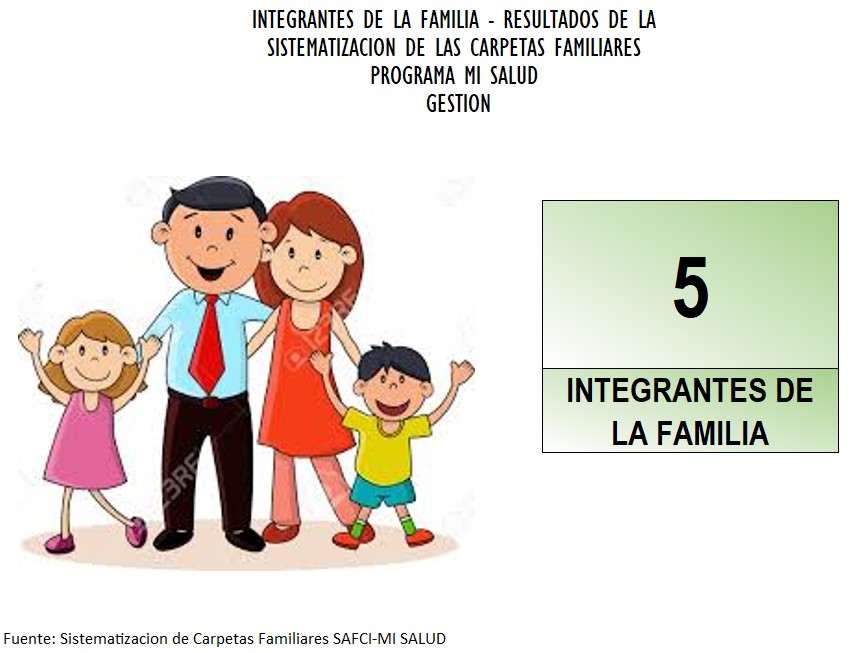 INTEGRANTES DE LA FAMILIA - RESULTADOS DE LA
SISTEMATIZACION DE LAS CARPETAS FAMILIARES
PROGRAMA MI SALUD
GESTION
5
INTEGRANTES DE
LA FAMILIA
Fuente: Sistematizacion de Carpetas Familiares SAFCI-MI SALUD